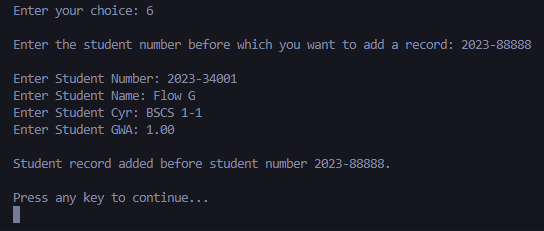 Enter your choice: 6
Enter the student number before which you want to add a record: 2023-88888
Enter Student Number: 2023-34001
Enter Student Name: Flow G
Enter Student Cyr: BSCS 1-1
Enter Student GWA: 1.00
Student record added before student number 2023-88888.
Press any key to continue...